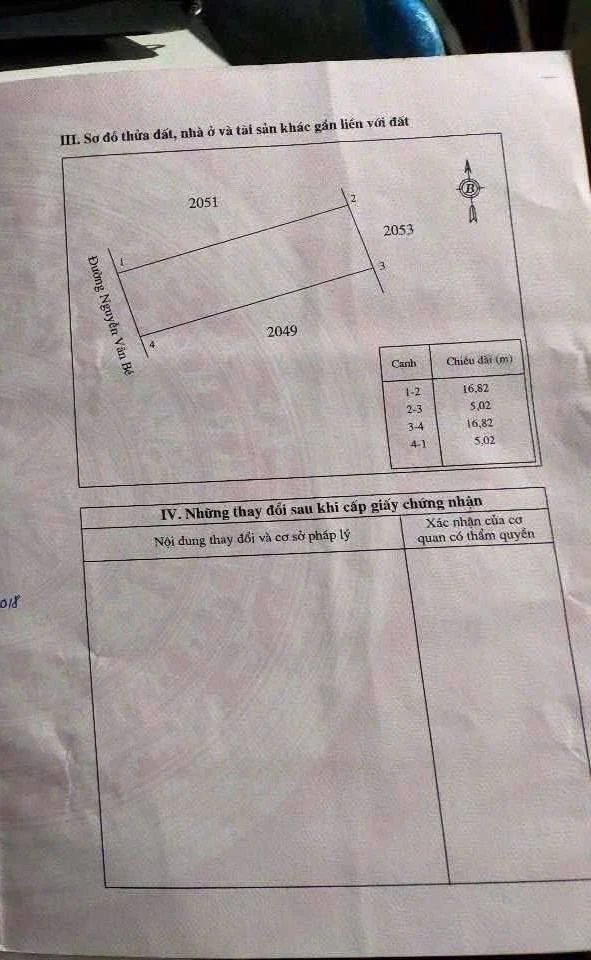 III. Sơ đồ thửa đất, nhà ở và tài sản khác gắn liền với đất
B
2051
2
2053
1
3
Đường Nguyễn Văn Bé
2049
4
Cạnh Chiều dài (m)
1-2 16,82
2-3 5,02
3-4 16,82
4-1 5,02
IV. Những thay đổi sau khi cấp giấy chứng nhận
Nội dung thay đổi và cơ sở pháp lý
Xác nhận của cơ
quan có thẩm quyền
018